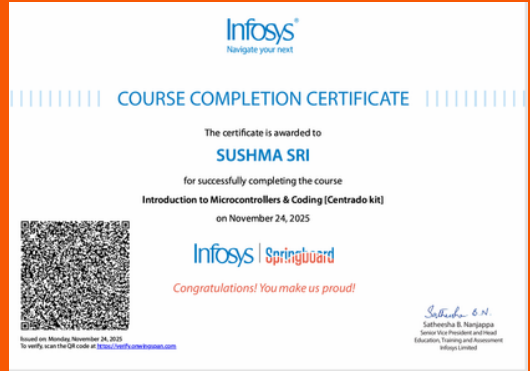 Infosys®
Navigate your next
COURSE COMPLETION CERTIFICATE
The certificate is awarded to
SUSHMA SRI
for successfully completing the course
Introduction to Microcontrollers & Coding [Centrado kit]
on November 24, 2025
Infosys | Springboard
Congratulations! You make us proud!
Satheesha B.N.
Satheesha B. Nanjappa
Senior Vice President and Head
Education, Training and Assessment
Infosys Limited
Issued on: Monday, November 24, 2025
To verify, scan the QR code at https://verify.onwingspan.com